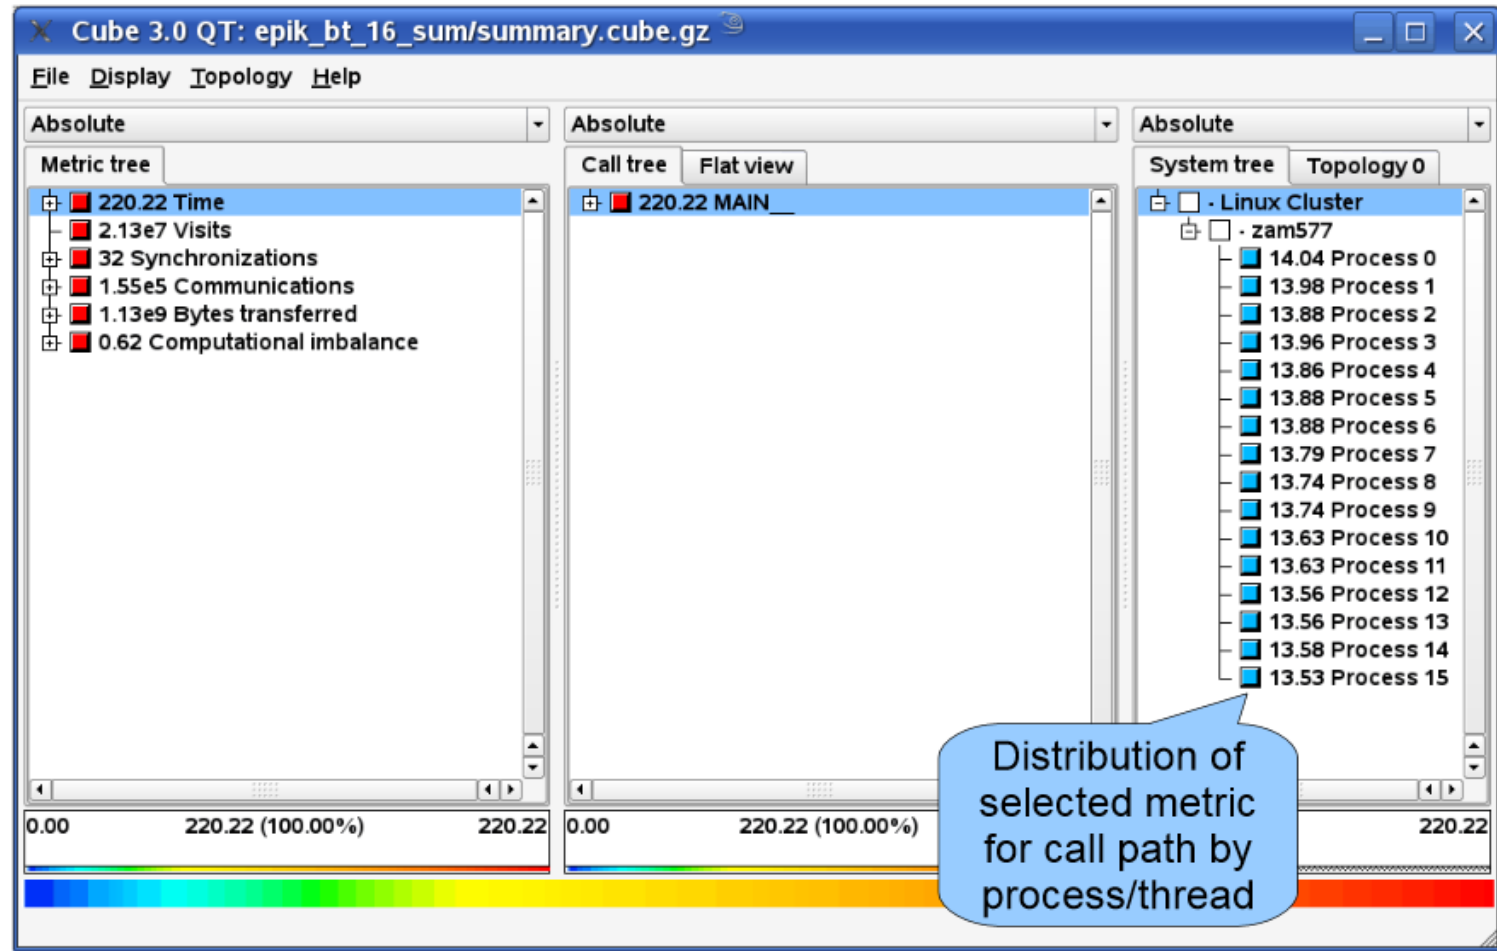 Cube 3.0 QT: epik_bt_16_sum/summary.cube.gz
File Display Topology Help
Absolute
Metric tree
220.22 Time
2.13e7 Visits
32 Synchronizations
1.55e5 Communications
1.13e9 Bytes transferred
0.62 Computational imbalance
0.00 220.22 (100.00%) 220.22
Absolute
Call tree Flat view
220.22 MAIN__
0.00 220.22 (100.00%)
Absolute
System tree Topology 0
- Linux Cluster
- zam577
14.04 Process 0
13.98 Process 1
13.88 Process 2
13.96 Process 3
13.86 Process 4
13.88 Process 5
13.88 Process 6
13.79 Process 7
13.74 Process 8
13.74 Process 9
13.63 Process 10
13.63 Process 11
13.56 Process 12
13.56 Process 13
13.58 Process 14
13.53 Process 15
220.22
Distribution of
selected metric
for call path by
process/thread